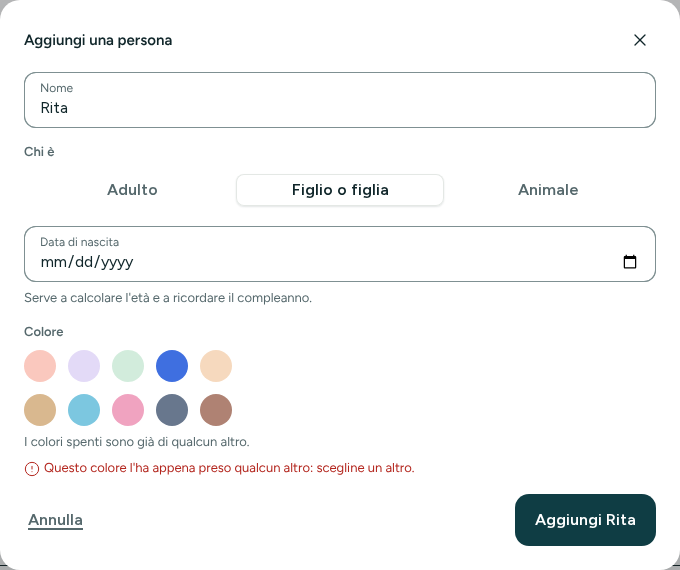 Aggiungi una persona
Nome
Rita
Chi è
Adulto Figlio o figlia Animale
Data di nascita
mm/dd/yyyy
Serve a calcolare l'età e a ricordare il compleanno.
Colore
I colori spenti sono già di qualcun altro.
Questo colore l'ha appena preso qualcun altro: scegline un altro.
Annulla Aggiungi Rita